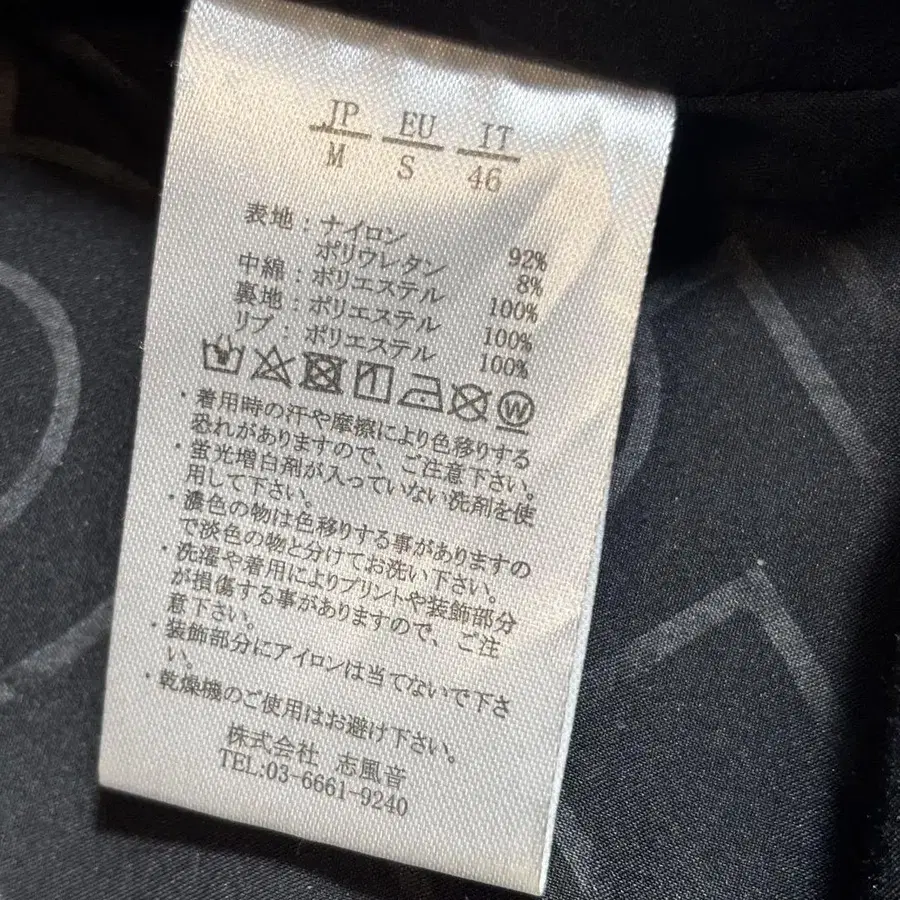 JP EU IT
M S 46
表地：ナイロン 92%
ポリウレタン 8%
中綿：ポリエステル 100%
裏地：ポリエステル 100%
リブ：ポリエステル 100%
W
・着用時の汗や摩擦により色移りする
恐れがありますので、ご注意下さい。
・蛍光増白剤が入っていない洗剤を使
用して下さい。
・濃色の物は色移りする事がありますの
で淡色の物と分けてお洗い下さい。
・洗濯や着用によりプリントや装飾部分
が損傷する事がありますので、ご注
意下さい。
・装飾部分にアイロンは当てないで下さ
い。
・乾燥機のご使用はお避け下さい。
株式会社 志風音
TEL:03-6661-9240